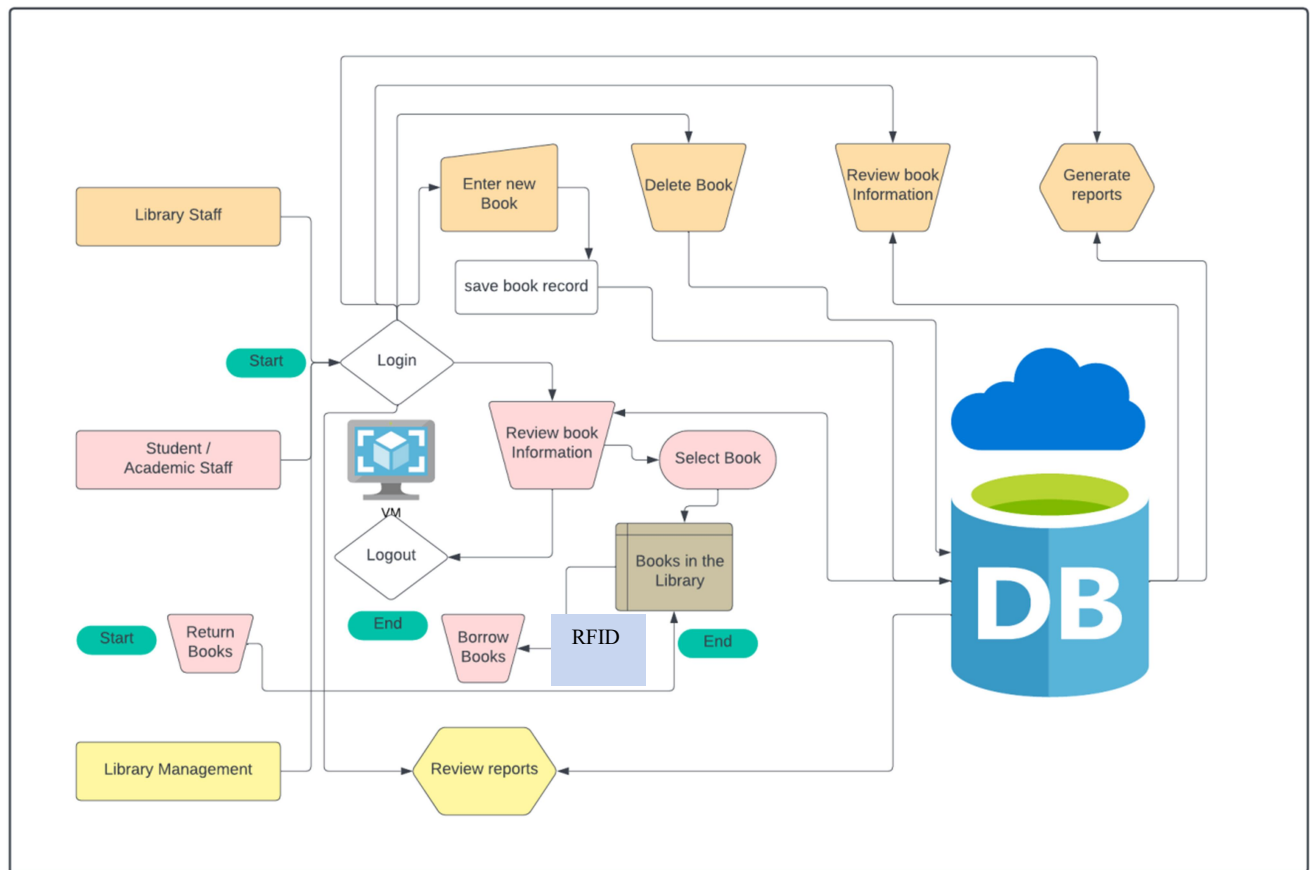 Enter new
Book
Delete Book
Review book
Information
Generate
reports
Library Staff
save book record
Start
Login
Student /
Academic Staff
Review book
Information
Select Book
VM
Logout
Books in the
Library
DB
End
Start
Return
Books
Borrow
Books
RFID
End
Library Management
Review reports